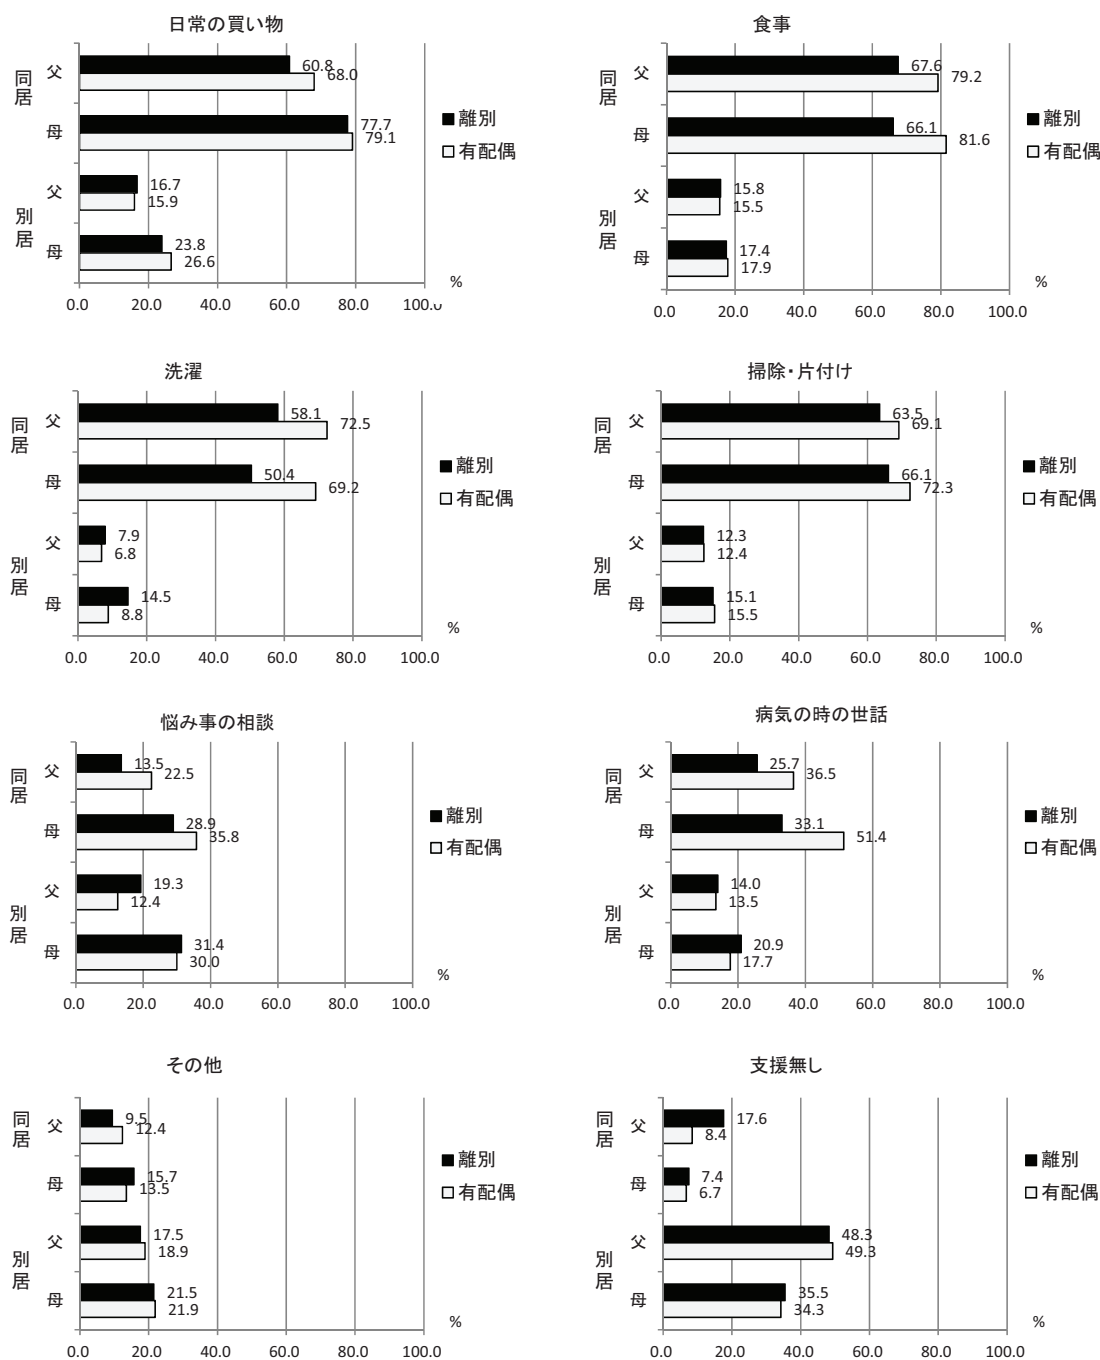 日常の買い物
同居
父
60.8
68.0
母
77.7
79.1
別居
父
16.7
15.9
母
23.8
26.6
%
0.0 20.0 40.0 60.0 80.0 100.0
■離別
□有配偶
食事
同居
父
67.6
79.2
母
66.1
81.6
別居
父
15.8
15.5
母
17.4
17.9
%
0.0 20.0 40.0 60.0 80.0 100.0
■離別
□有配偶
洗濯
同居
父
58.1
72.5
母
50.4
69.2
別居
父
7.9
6.8
母
14.5
8.8
%
0.0 20.0 40.0 60.0 80.0 100.0
■離別
□有配偶
掃除・片付け
同居
父
63.5
69.1
母
66.1
72.3
別居
父
12.3
12.4
母
15.1
15.5
%
0.0 20.0 40.0 60.0 80.0 100.0
■離別
□有配偶
悩み事の相談
同居
父
13.5
22.5
母
28.9
35.8
別居
父
19.3
12.4
母
31.4
30.0
%
0.0 20.0 40.0 60.0 80.0 100.0
■離別
□有配偶
病気の時の世話
同居
父
25.7
36.5
母
33.1
51.4
別居
父
14.0
13.5
母
20.9
17.7
%
0.0 20.0 40.0 60.0 80.0 100.0
■離別
□有配偶
その他
同居
父
9.5
12.4
母
15.7
13.5
別居
父
17.5
18.9
母
21.5
21.9
%
0.0 20.0 40.0 60.0 80.0 100.0
■離別
□有配偶
支援無し
同居
父
17.6
8.4
母
7.4
6.7
別居
父
48.3
49.3
母
35.5
34.3
%
0.0 20.0 40.0 60.0 80.0 100.0
■離別
□有配偶